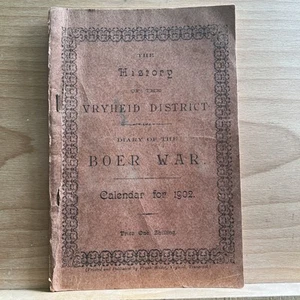 THE
History
OF THE
VRYHEID DISTRICT
DIARY OF THE
BOER WAR.
Calendar for 1902.
Price One Shilling.